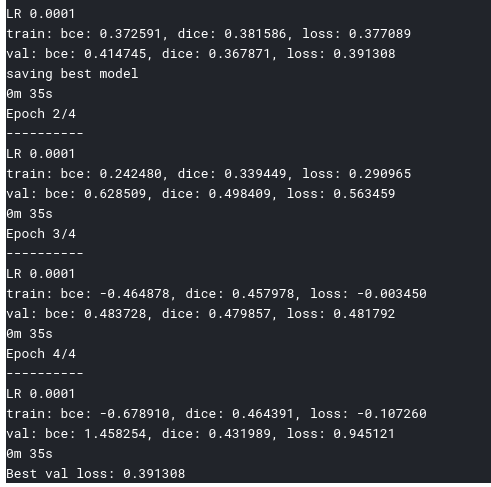 LR 0.0001
train: bce: 0.372591, dice: 0.381586, loss: 0.377089
val: bce: 0.414745, dice: 0.367871, loss: 0.391308
saving best model
0m 35s
Epoch 2/4
----------
LR 0.0001
train: bce: 0.242480, dice: 0.339449, loss: 0.290965
val: bce: 0.628509, dice: 0.498409, loss: 0.563459
0m 35s
Epoch 3/4
----------
LR 0.0001
train: bce: -0.464878, dice: 0.457978, loss: -0.003450
val: bce: 0.483728, dice: 0.479857, loss: 0.481792
0m 35s
Epoch 4/4
----------
LR 0.0001
train: bce: -0.678910, dice: 0.464391, loss: -0.107260
val: bce: 1.458254, dice: 0.431989, loss: 0.945121
0m 35s
Best val loss: 0.391308